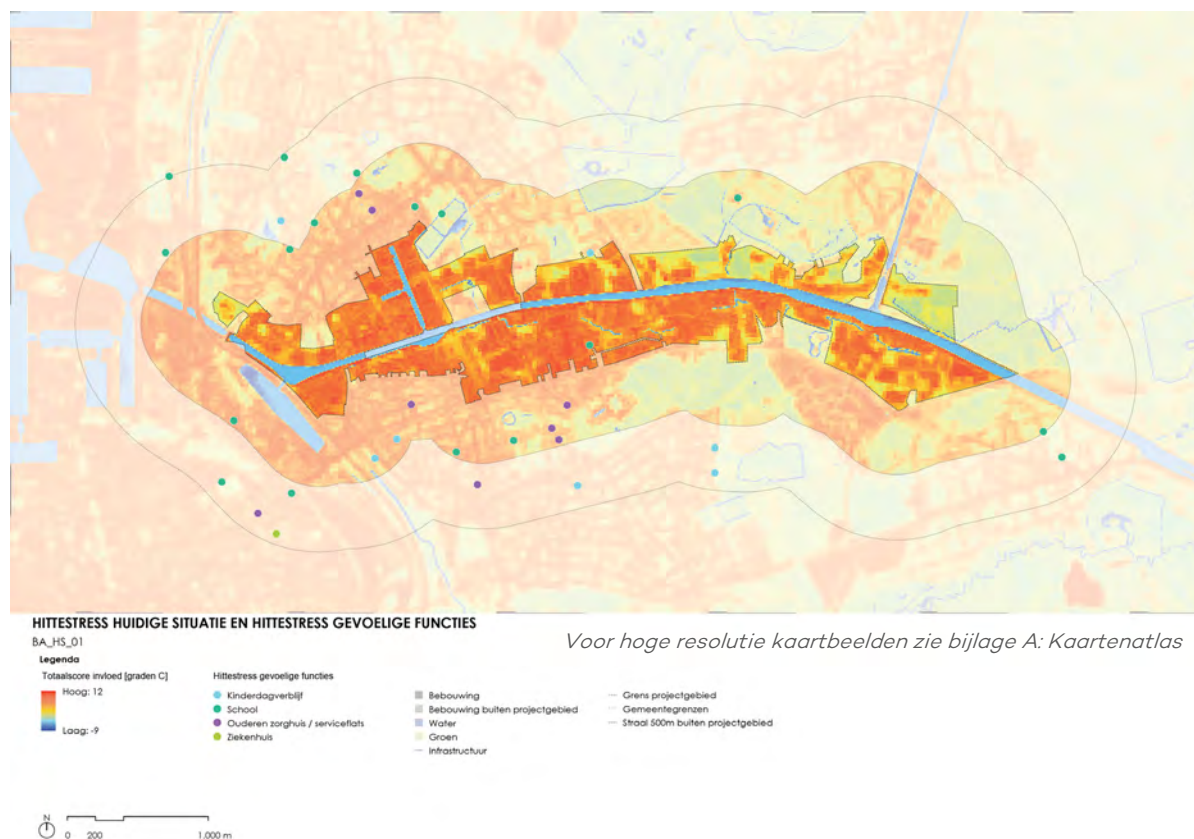 HITTESTRESS HUIDIGE SITUATIE EN HITTESTRESS GEVOELIGE FUNCTIES
BA_HS_01
Voor hoge resolutie kaartbeelden zie bijlage A: Kaartenatlas
Legenda
Totaalscore invloed [graden C]
Hoog: 12
Laag: -9
Hittestress gevoelige functies
Kinderdagverblijf
School
Ouderen zorghuis / serviceflats
Ziekenhuis
Bebouwing
Bebouwing buiten projectgebied
Water
Groen
Infrastructuur
Grens projectgebied
Gemeentegrenzen
Straal 500m buiten projectgebied
N
0 200 1,000 m